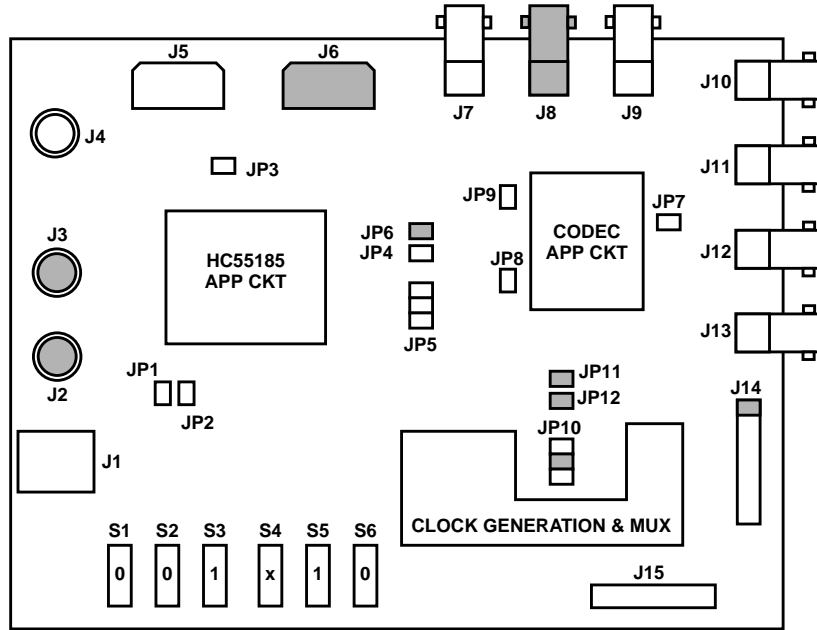 J5
J6
J7
J8
J9
J10
J4
JP3
J11
JP9
JP7
J3
HC55185
APP CKT
JP6
JP4
CODEC
APP CKT
J12
JP8
J13
JP5
J2
JP1
JP2
JP11
JP12
J14
JP10
J1
CLOCK GENERATION & MUX
S1 S2 S3 S4 S5 S6
0 0 1 x 1 0
J15